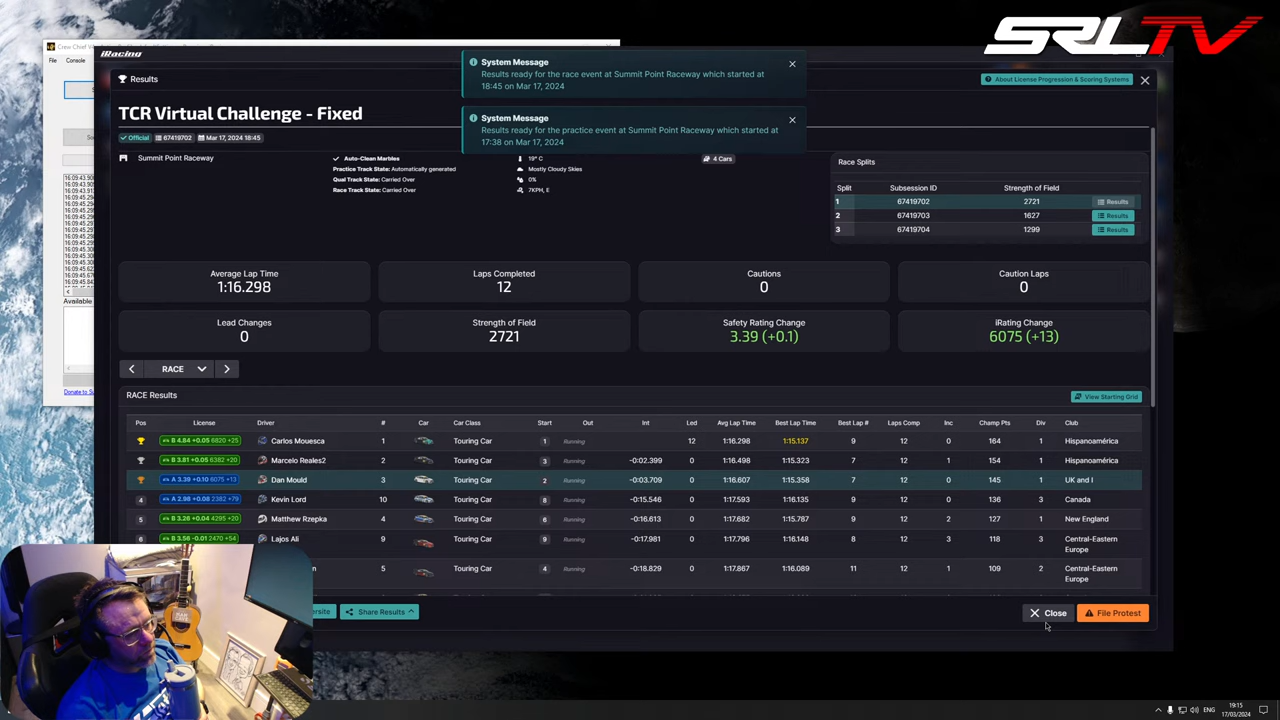 SRLTV
Crew Chief V4
File Console
iRacing
Results
About License Progression & Scoring Systems
System Message
Results ready for the race event at Summit Point Raceway which started at
18:45 on Mar 17, 2024
System Message
Results ready for the practice event at Summit Point Raceway which started at
17:38 on Mar 17, 2024
TCR Virtual Challenge - Fixed
Official 67419702 Mar 17, 2024 18:45
Summit Point Raceway
Auto-Clean Marbles
Practice Track State: Automatically generated
Qual Track State: Carried Over
Race Track State: Carried Over
19° C
Mostly Cloudy Skies
0%
7KPH, E
4 Cars
Race Splits
Split Subsession ID Strength of Field
1 67419702 2721 Results
2 67419703 1627 Results
3 67419704 1299 Results
Available
Donate to
Average Lap Time
1:16.298
Laps Completed
12
Cautions
0
Caution Laps
0
Lead Changes
0
Strength of Field
2721
Safety Rating Change
3.39 (+0.1)
iRating Change
6075 (+13)
RACE
RACE Results
View Starting Grid
Pos License Driver # Car Car Class Start Out Int Led Avg Lap Time Best Lap Time Best Lap # Laps Comp Inc Champ Pts Div Club
B 4.84 +0.05 6820 +25 Carlos Mouesca 1 Touring Car 1 Running 12 1:16.298 1:15.137 9 12 0 164 1 Hispanoamérica
B 3.81 +0.05 6382 +20 Marcelo Reales2 2 Touring Car 3 Running -0:02.399 0 1:16.498 1:15.323 7 12 0 154 1 Hispanoamérica
A 3.39 +0.10 6075 +13 Dan Mould 3 Touring Car 2 Running -0:03.709 0 1:16.607 1:15.358 7 12 0 145 1 UK and I
4 A 2.98 +0.08 2382 +79 Kevin Lord 10 Touring Car 8 Running -0:15.546 0 1:17.593 1:16.135 9 12 0 136 3 Canada
5 B 3.26 +0.04 4295 +20 Matthew Rzepka 4 Touring Car 6 Running -0:16.613 0 1:17.682 1:15.787 9 12 2 127 1 New England
6 B 3.56 -0.01 2470 +54 Lajos Ali 9 Touring Car 9 Running -0:17.981 0 1:17.796 1:16.148 8 12 3 118 3 Central-Eastern
Europe
5 Touring Car 4 Running -0:18.829 0 1:17.867 1:16.089 11 12 1 109 2 Central-Eastern
Europe
Share Results
Close
File Protest
ENG
19:15
17/03/2024